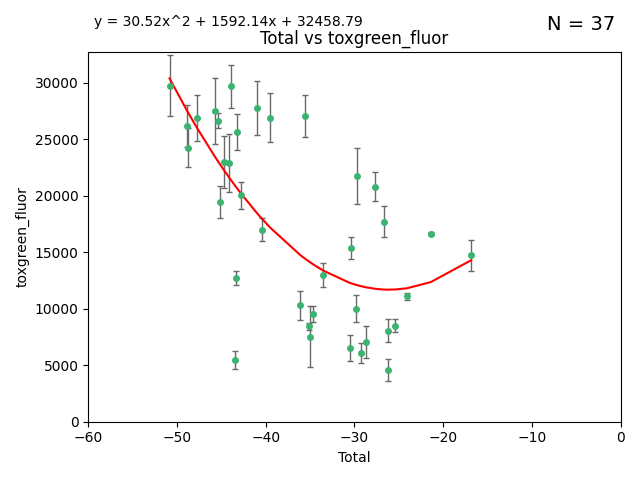 y = 30.52x^2 + 1592.14x + 32458.79
N = 37
Total vs toxgreen_fluor
30000
25000
20000
15000
10000
5000
0
toxgreen_fluor
−60 −50 −40 −30 −20 −10 0
Total